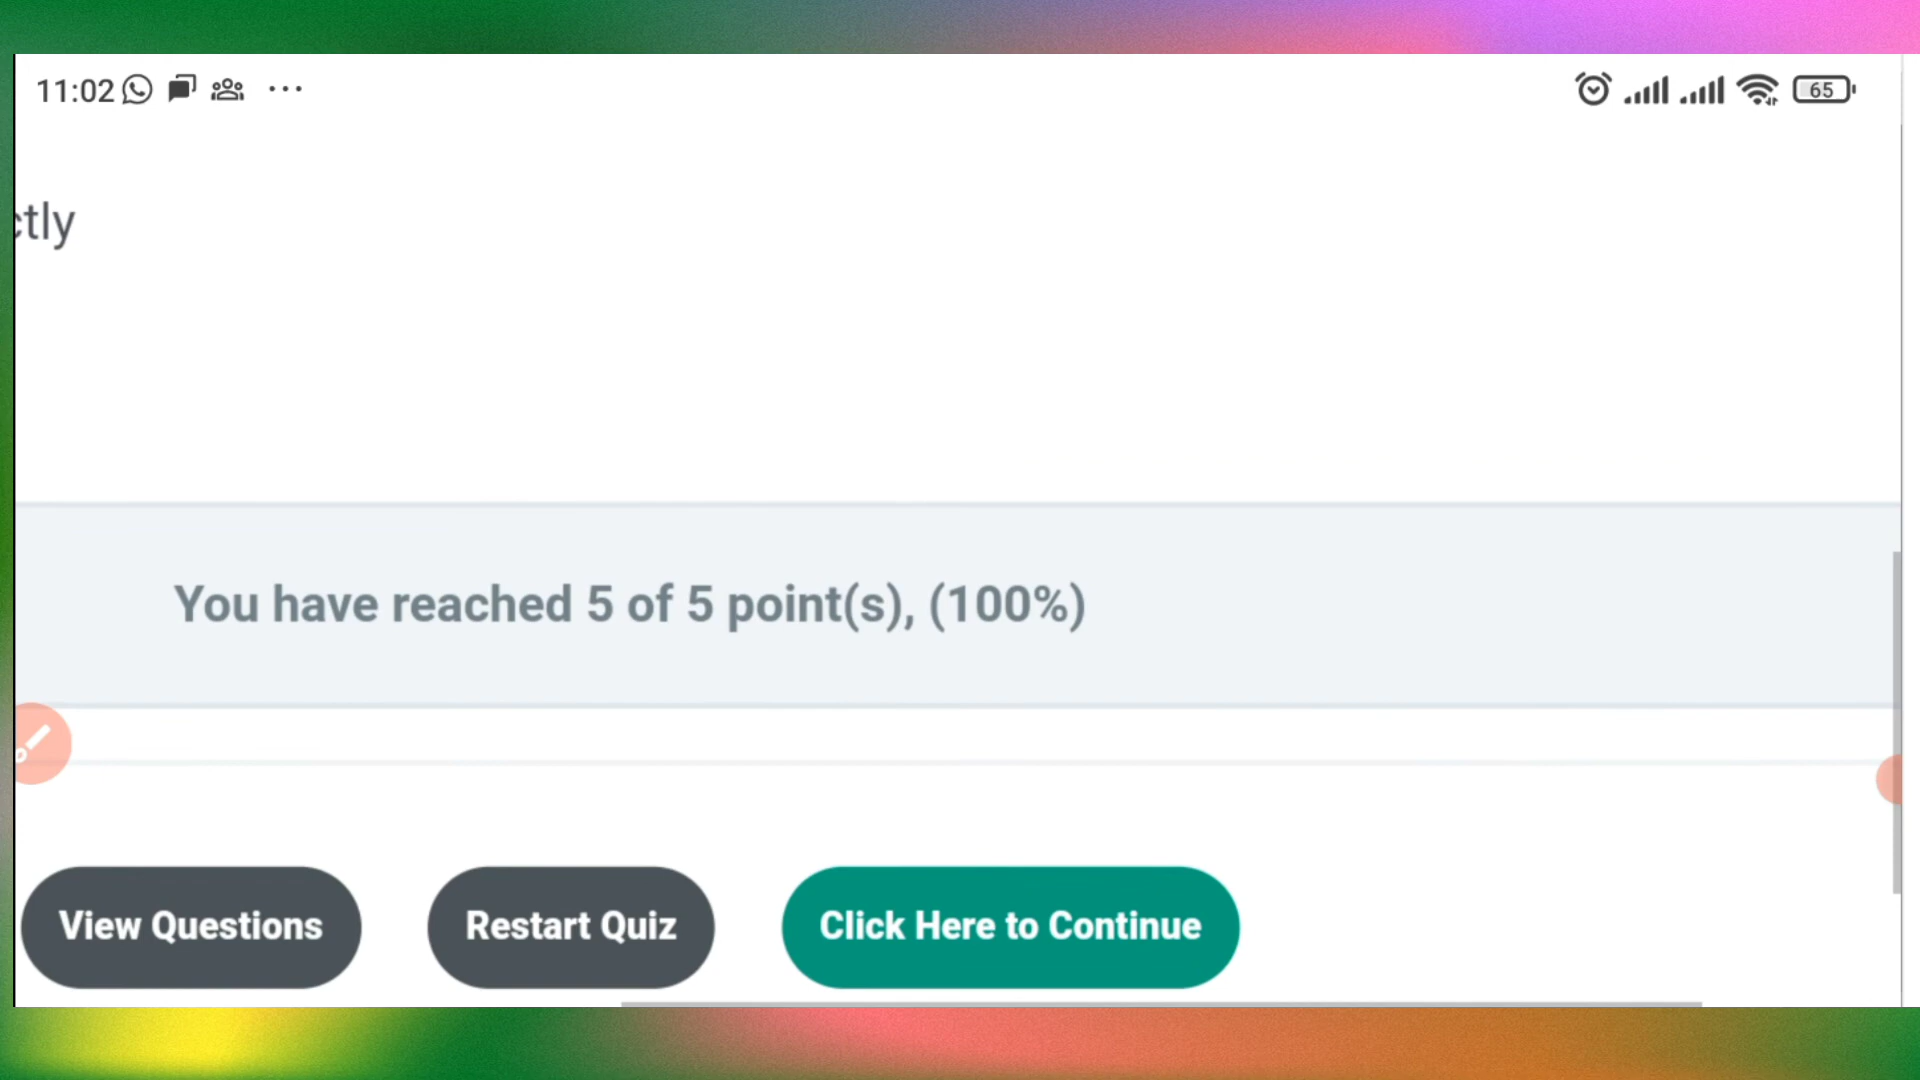 11:02
65
ctly
You have reached 5 of 5 point(s), (100%)
View Questions
Restart Quiz
Click Here to Continue